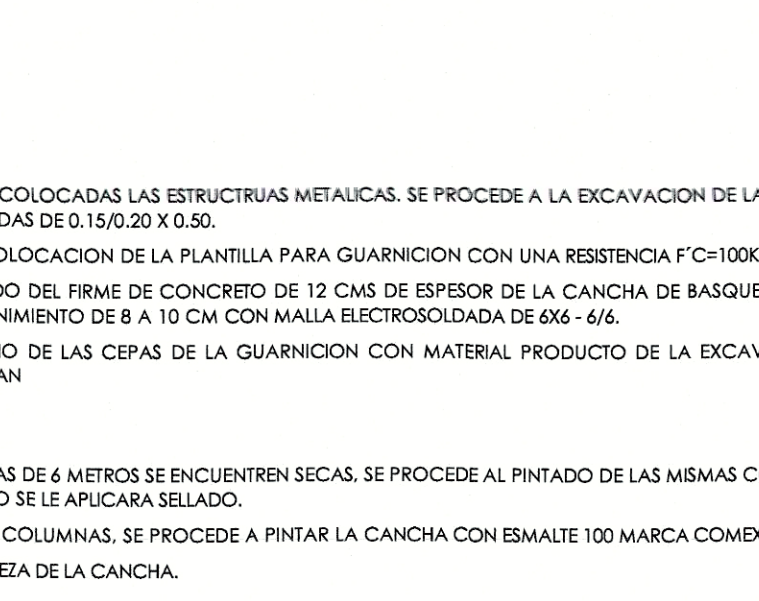 COLOCADAS LAS ESTRUCTRUAS METALICAS. SE PROCEDE A LA EXCAVACION DE LA
DAS DE 0.15/0.20 X 0.50.
OLOCACION DE LA PLANTILLA PARA GUARNICION CON UNA RESISTENCIA F´C=100K
DO DEL FIRME DE CONCRETO DE 12 CMS DE ESPESOR DE LA CANCHA DE BASQUE
NIMIENTO DE 8 A 10 CM CON MALLA ELECTROSOLDADA DE 6X6 - 6/6.
O DE LAS CEPAS DE LA GUARNICION CON MATERIAL PRODUCTO DE LA EXCAV
AN
AS DE 6 METROS SE ENCUENTREN SECAS, SE PROCEDE AL PINTADO DE LAS MISMAS C
O SE LE APLICARA SELLADO.
COLUMNAS, SE PROCEDE A PINTAR LA CANCHA CON ESMALTE 100 MARCA COMEX
EZA DE LA CANCHA.